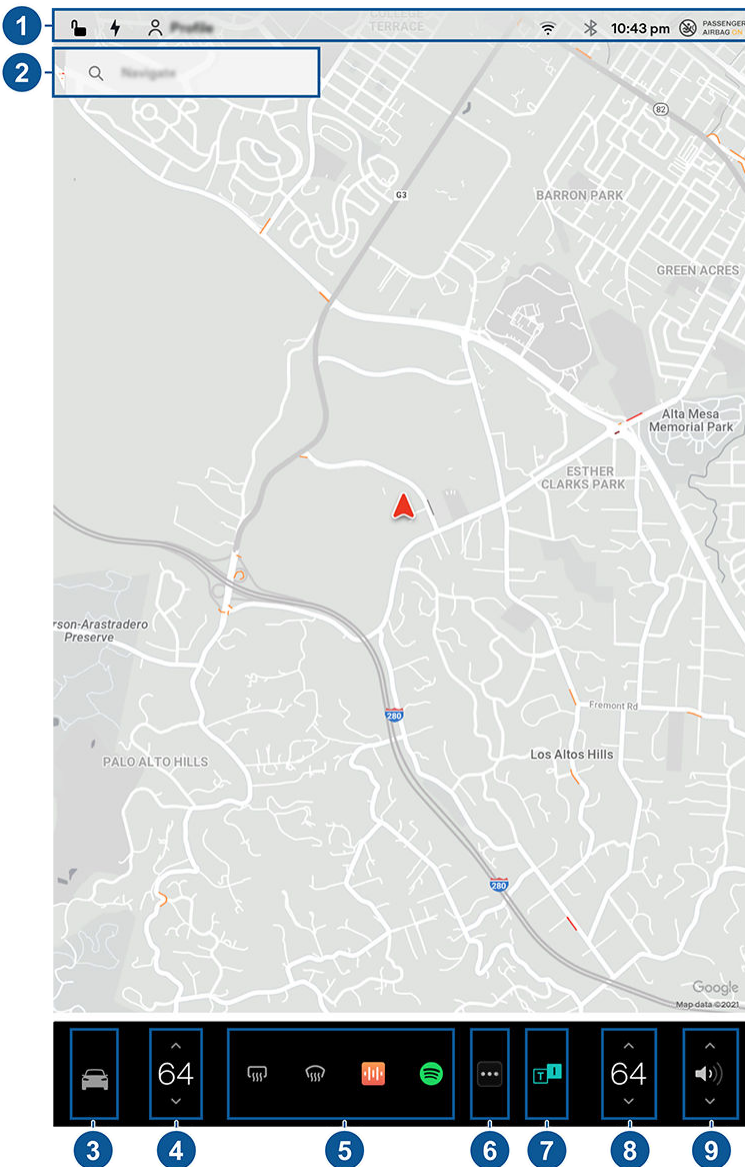 COLLEGE
TERRACE
1
Profile
10:43 pm
PASSENGER
AIRBAG ON
2
Navigate
82
G3
BARRON PARK
GREEN ACRES
Alta Mesa
Memorial Park
ESTHER
CLARKS PARK
rson-Arastradero
Preserve
280
Fremont Rd
Los Altos Hills
PALO ALTO HILLS
280
Google
Map data ©2021
64
T
I
64
3
4
5
6
7
8
9